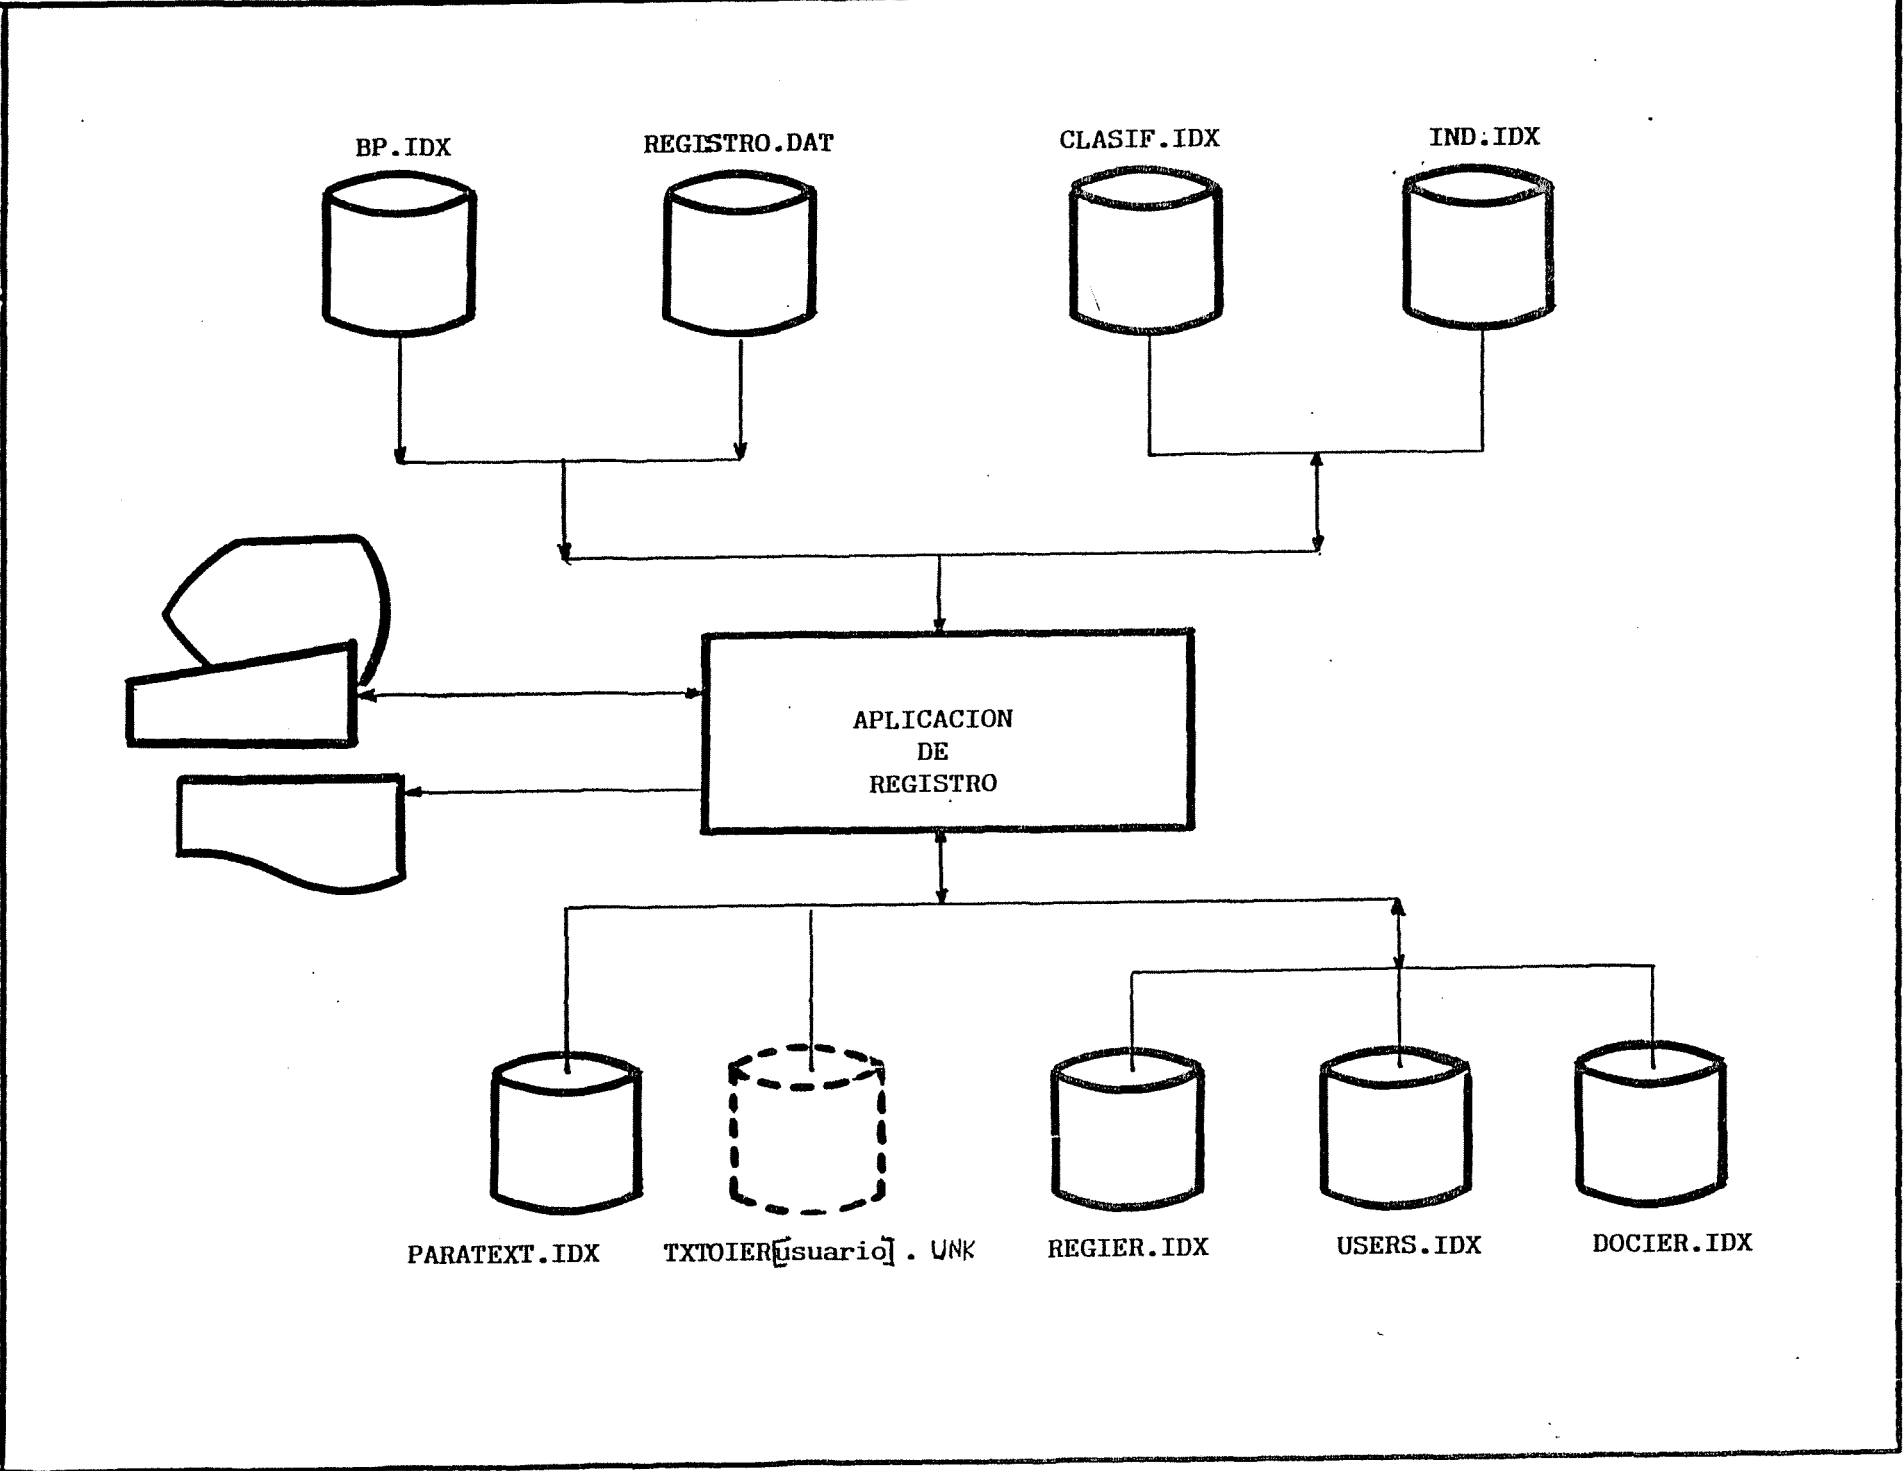 BP.IDX
REGISTRO.DAT
CLASIF.IDX
IND.IDX
APLICACION
DE
REGISTRO
PARATEXT.IDX
TXTOIER[usuario].UNK
REGIER.IDX
USERS.IDX
DOCIER.IDX